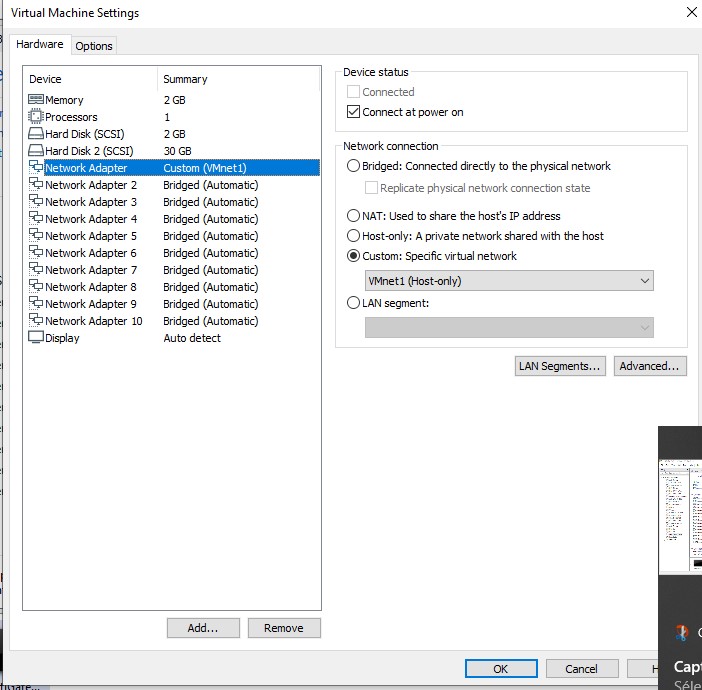 Virtual Machine Settings
Hardware
Options
Device Summary
Memory 2 GB
Processors 1
Hard Disk (SCSI) 2 GB
Hard Disk 2 (SCSI) 30 GB
Network Adapter Custom (VMnet1)
Network Adapter 2 Bridged (Automatic)
Network Adapter 3 Bridged (Automatic)
Network Adapter 4 Bridged (Automatic)
Network Adapter 5 Bridged (Automatic)
Network Adapter 6 Bridged (Automatic)
Network Adapter 7 Bridged (Automatic)
Network Adapter 8 Bridged (Automatic)
Network Adapter 9 Bridged (Automatic)
Network Adapter 10 Bridged (Automatic)
Display Auto detect
Add...
Remove
Device status
Connected
Connect at power on
Network connection
Bridged: Connected directly to the physical network
Replicate physical network connection state
NAT: Used to share the host's IP address
Host-only: A private network shared with the host
Custom: Specific virtual network
VMnet1 (Host-only)
LAN segment:
LAN Segments...
Advanced...
OK
Cancel
H
Capt
Séle